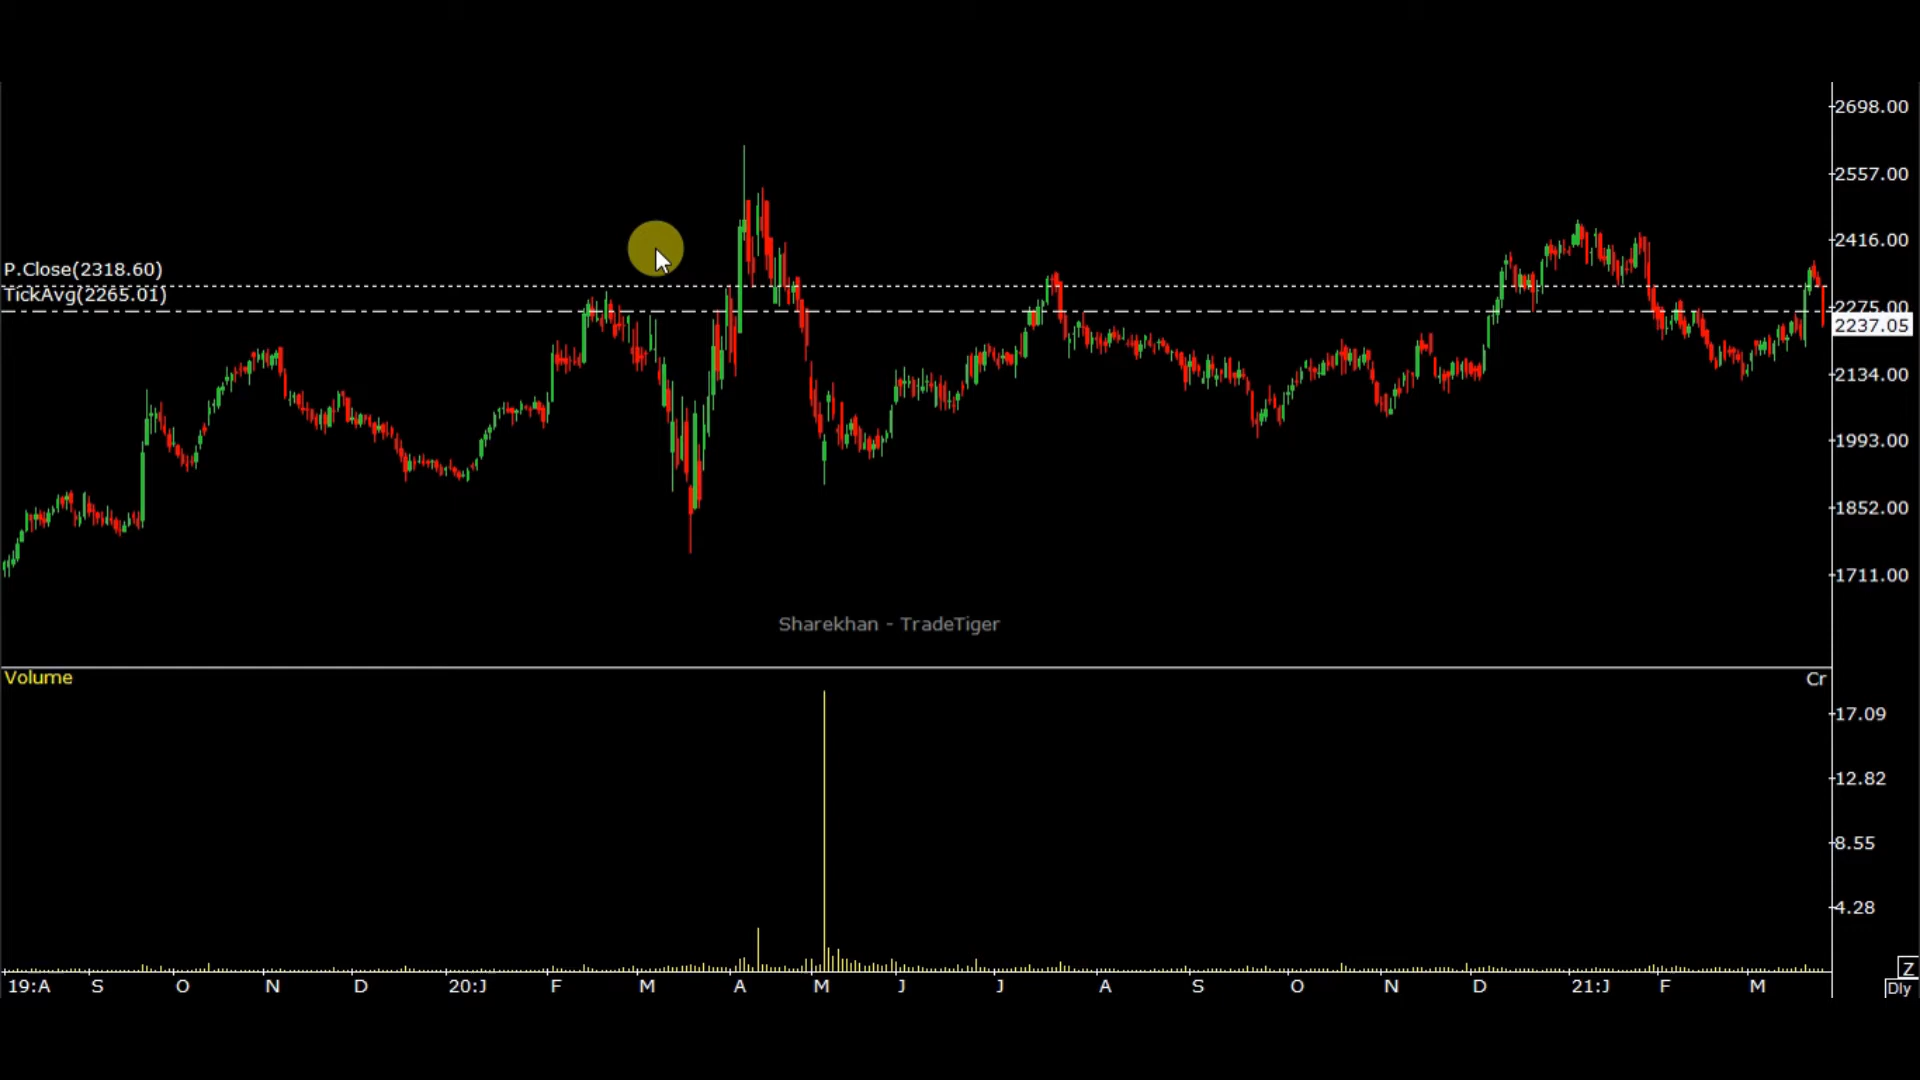 2698.00
2557.00
2416.00
P.Close(2318.60)
TickAvg(2265.01)
2275.00
2237.05
2134.00
1993.00
1852.00
1711.00
Sharekhan - TradeTiger
Volume
Cr
17.09
12.82
8.55
4.28
Z
19:A S O N D 20:J F M A M J J A S O N D 21:J F M
Dly